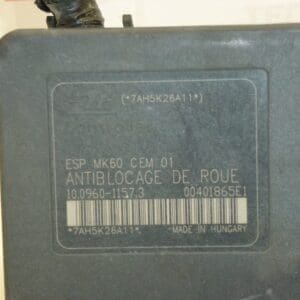 (*7AH5K26A11*)
ESP MK60 CEM 01
ANTIBLOCAGE DE ROUE
10.0960-1157.3 00401865E1
*7AH5K26A11* MADE IN HUNGARY